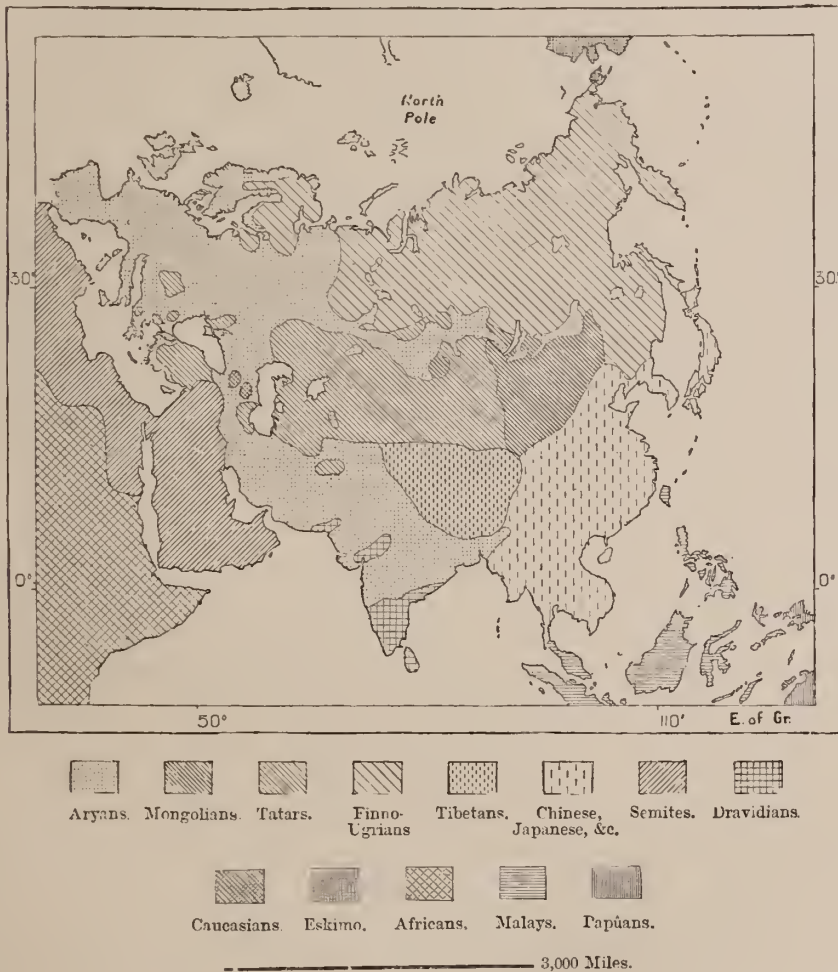 North
Pole
30°
30°
0°
0°
50°
110'
E. of Gr.
Aryans. Mongolians. Tatars. Finno-Ugrians Tibetans. Chinese, Japanese, &c. Semites. Dravidians.
Caucasians. Eskimo. Africans. Malays. Papûans.
3,000 Miles.